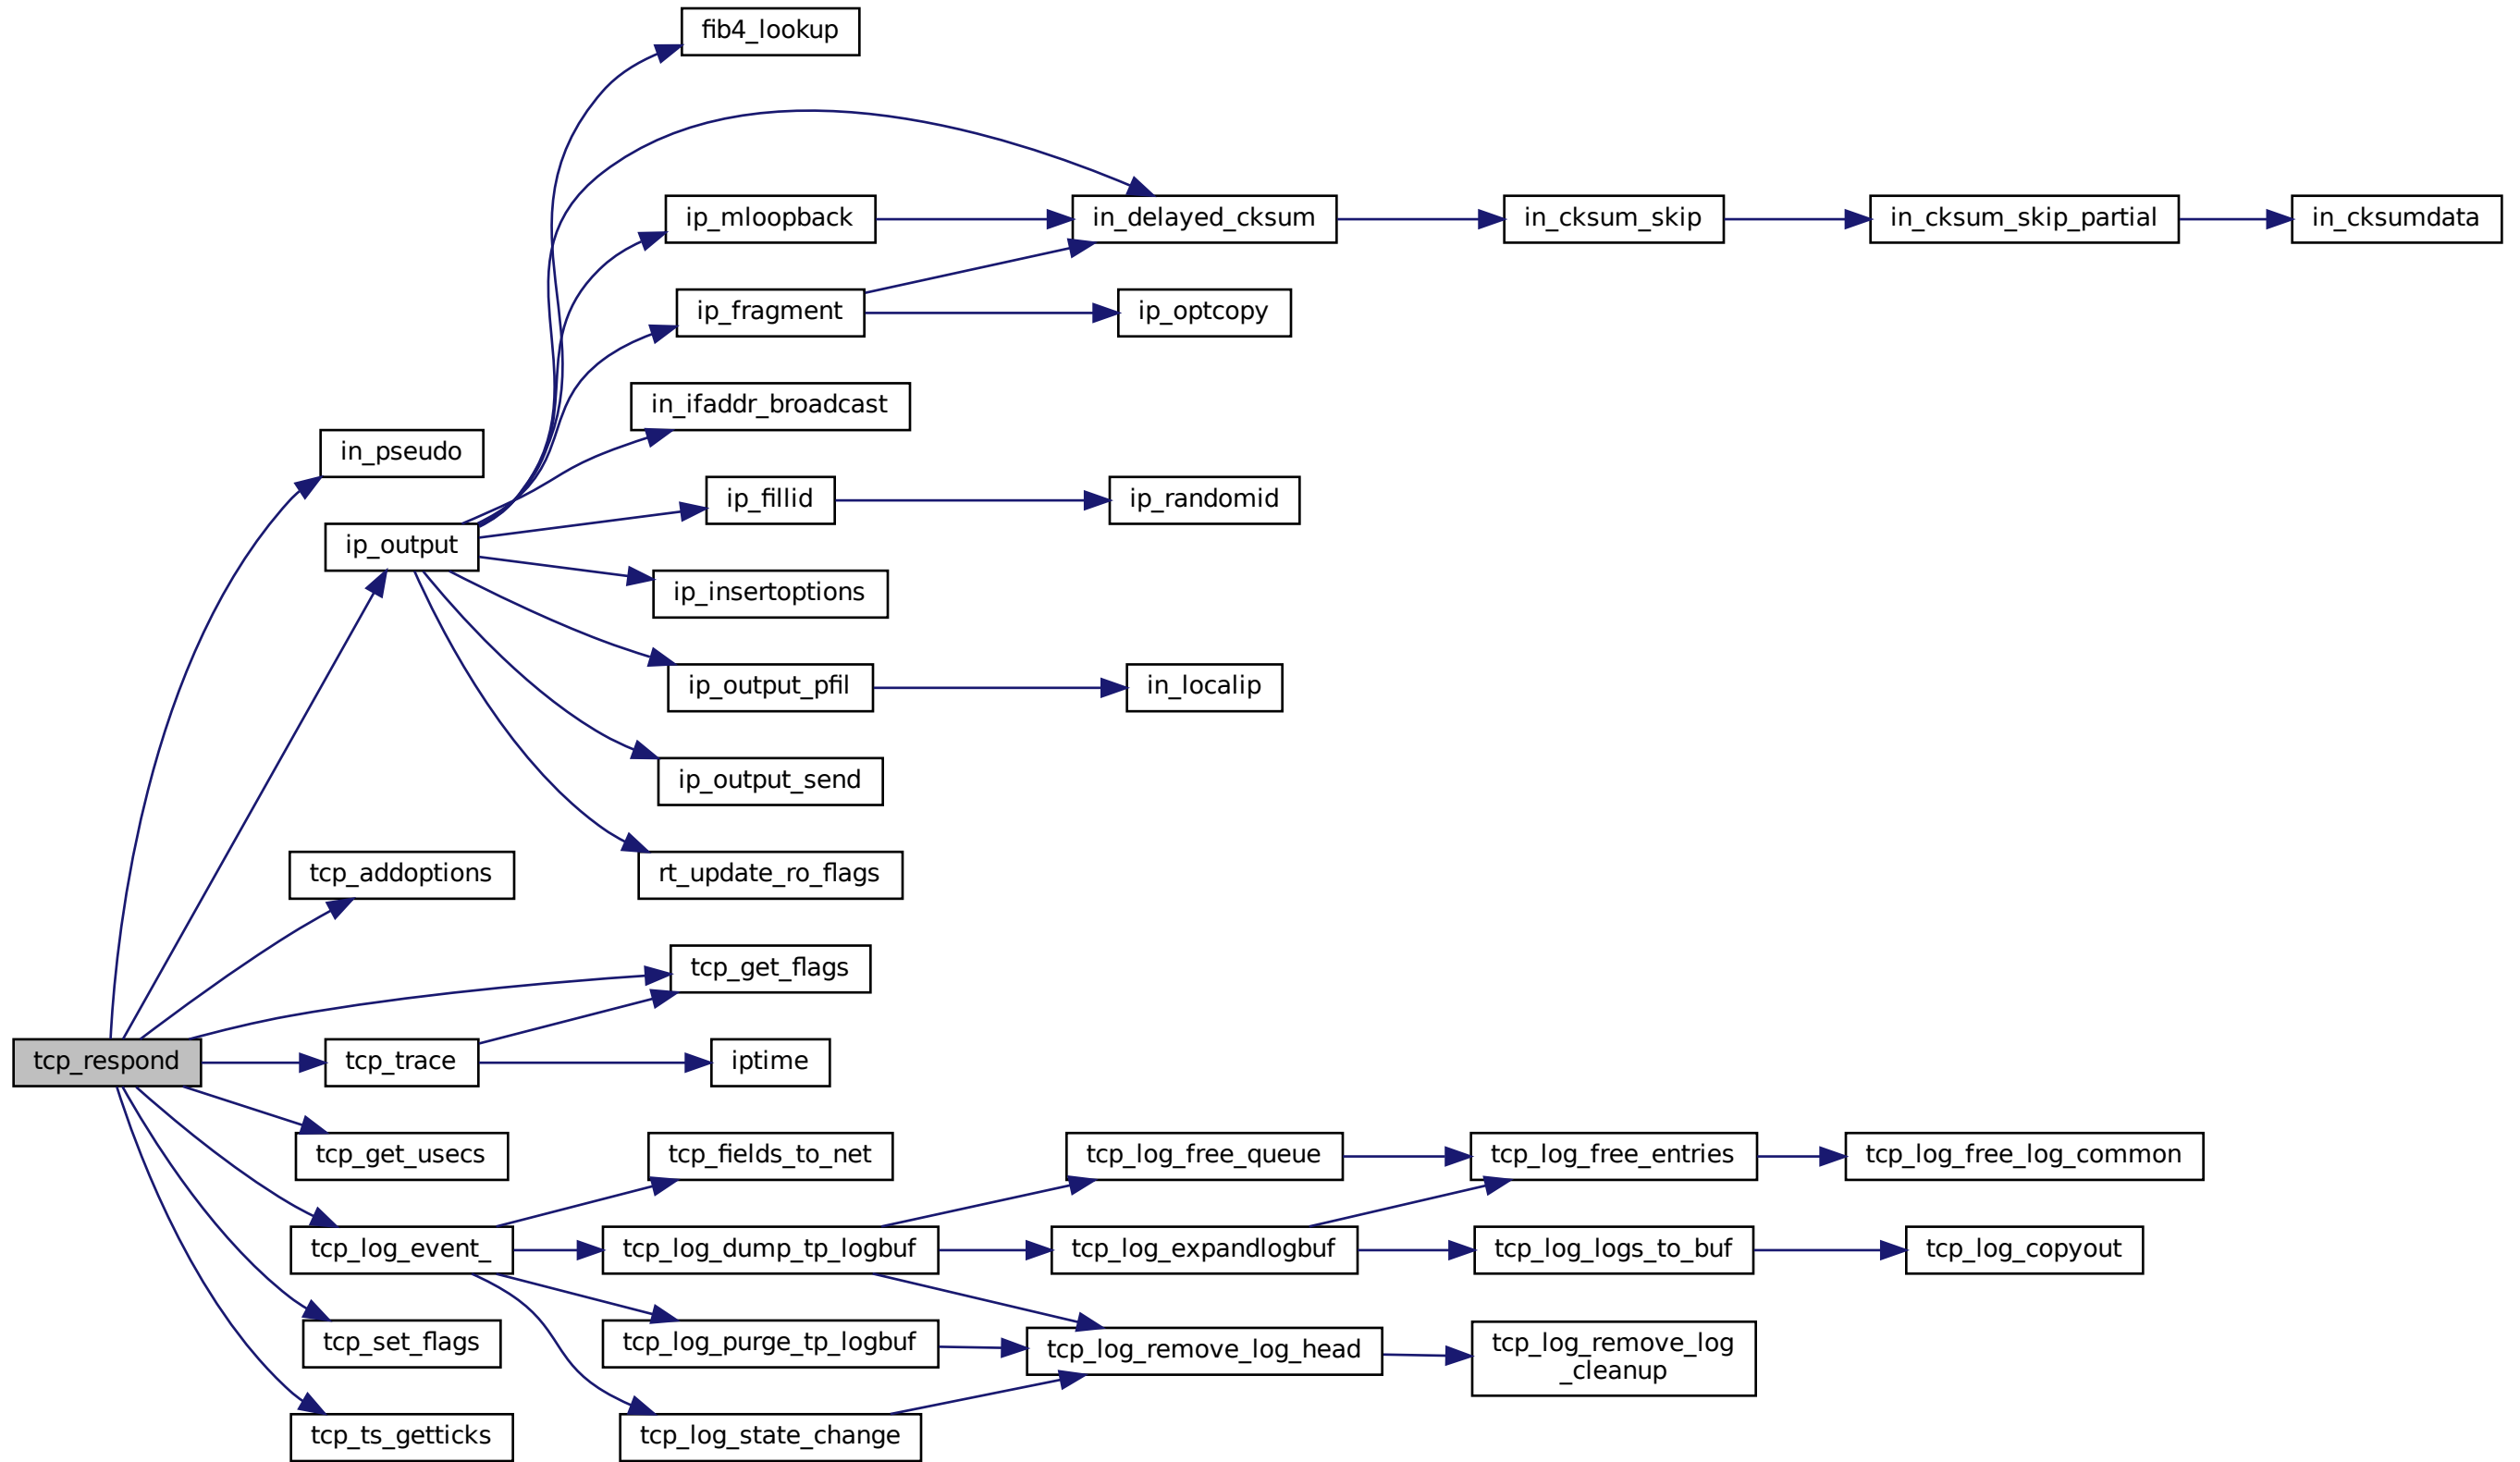 fib4_lookup
ip_mloopback
in_delayed_cksum
in_cksum_skip
in_cksum_skip_partial
in_cksumdata
ip_fragment
ip_optcopy
in_ifaddr_broadcast
in_pseudo
ip_fillid
ip_randomid
ip_output
ip_insertoptions
ip_output_pfil
in_localip
ip_output_send
tcp_addoptions
rt_update_ro_flags
tcp_get_flags
tcp_respond
tcp_trace
iptime
tcp_get_usecs
tcp_fields_to_net
tcp_log_free_queue
tcp_log_free_entries
tcp_log_free_log_common
tcp_log_event_
tcp_log_dump_tp_logbuf
tcp_log_expandlogbuf
tcp_log_logs_to_buf
tcp_log_copyout
tcp_set_flags
tcp_log_purge_tp_logbuf
tcp_log_remove_log_head
tcp_log_remove_log
_cleanup
tcp_ts_getticks
tcp_log_state_change